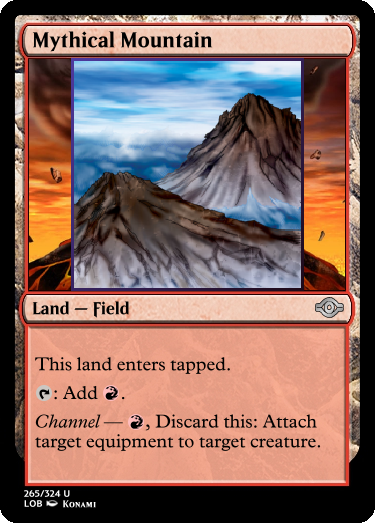 Mythical Mountain
Land — Field
This land enters tapped.
: Add .
Channel — , Discard this: Attach
target equipment to target creature.
265/324 U
LOB Konami